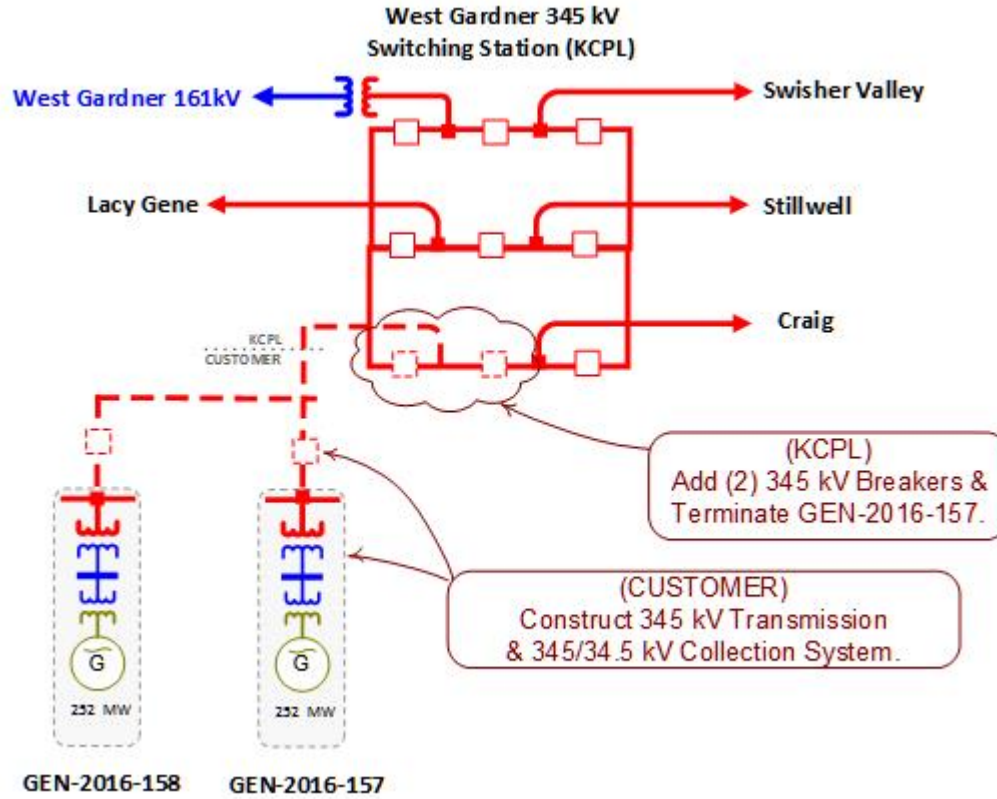 West Gardner 345 kV
Switching Station (KCPL)
West Gardner 161kV
Swisher Valley
Lacy Gene
Stillwell
Craig
KCPL
CUSTOMER
(KCPL)
Add (2) 345 kV Breakers &
Terminate GEN-2016-157.
(CUSTOMER)
Construct 345 kV Transmission
& 345/34.5 kV Collection System.
G
G
252 MW
252 MW
GEN-2016-158
GEN-2016-157